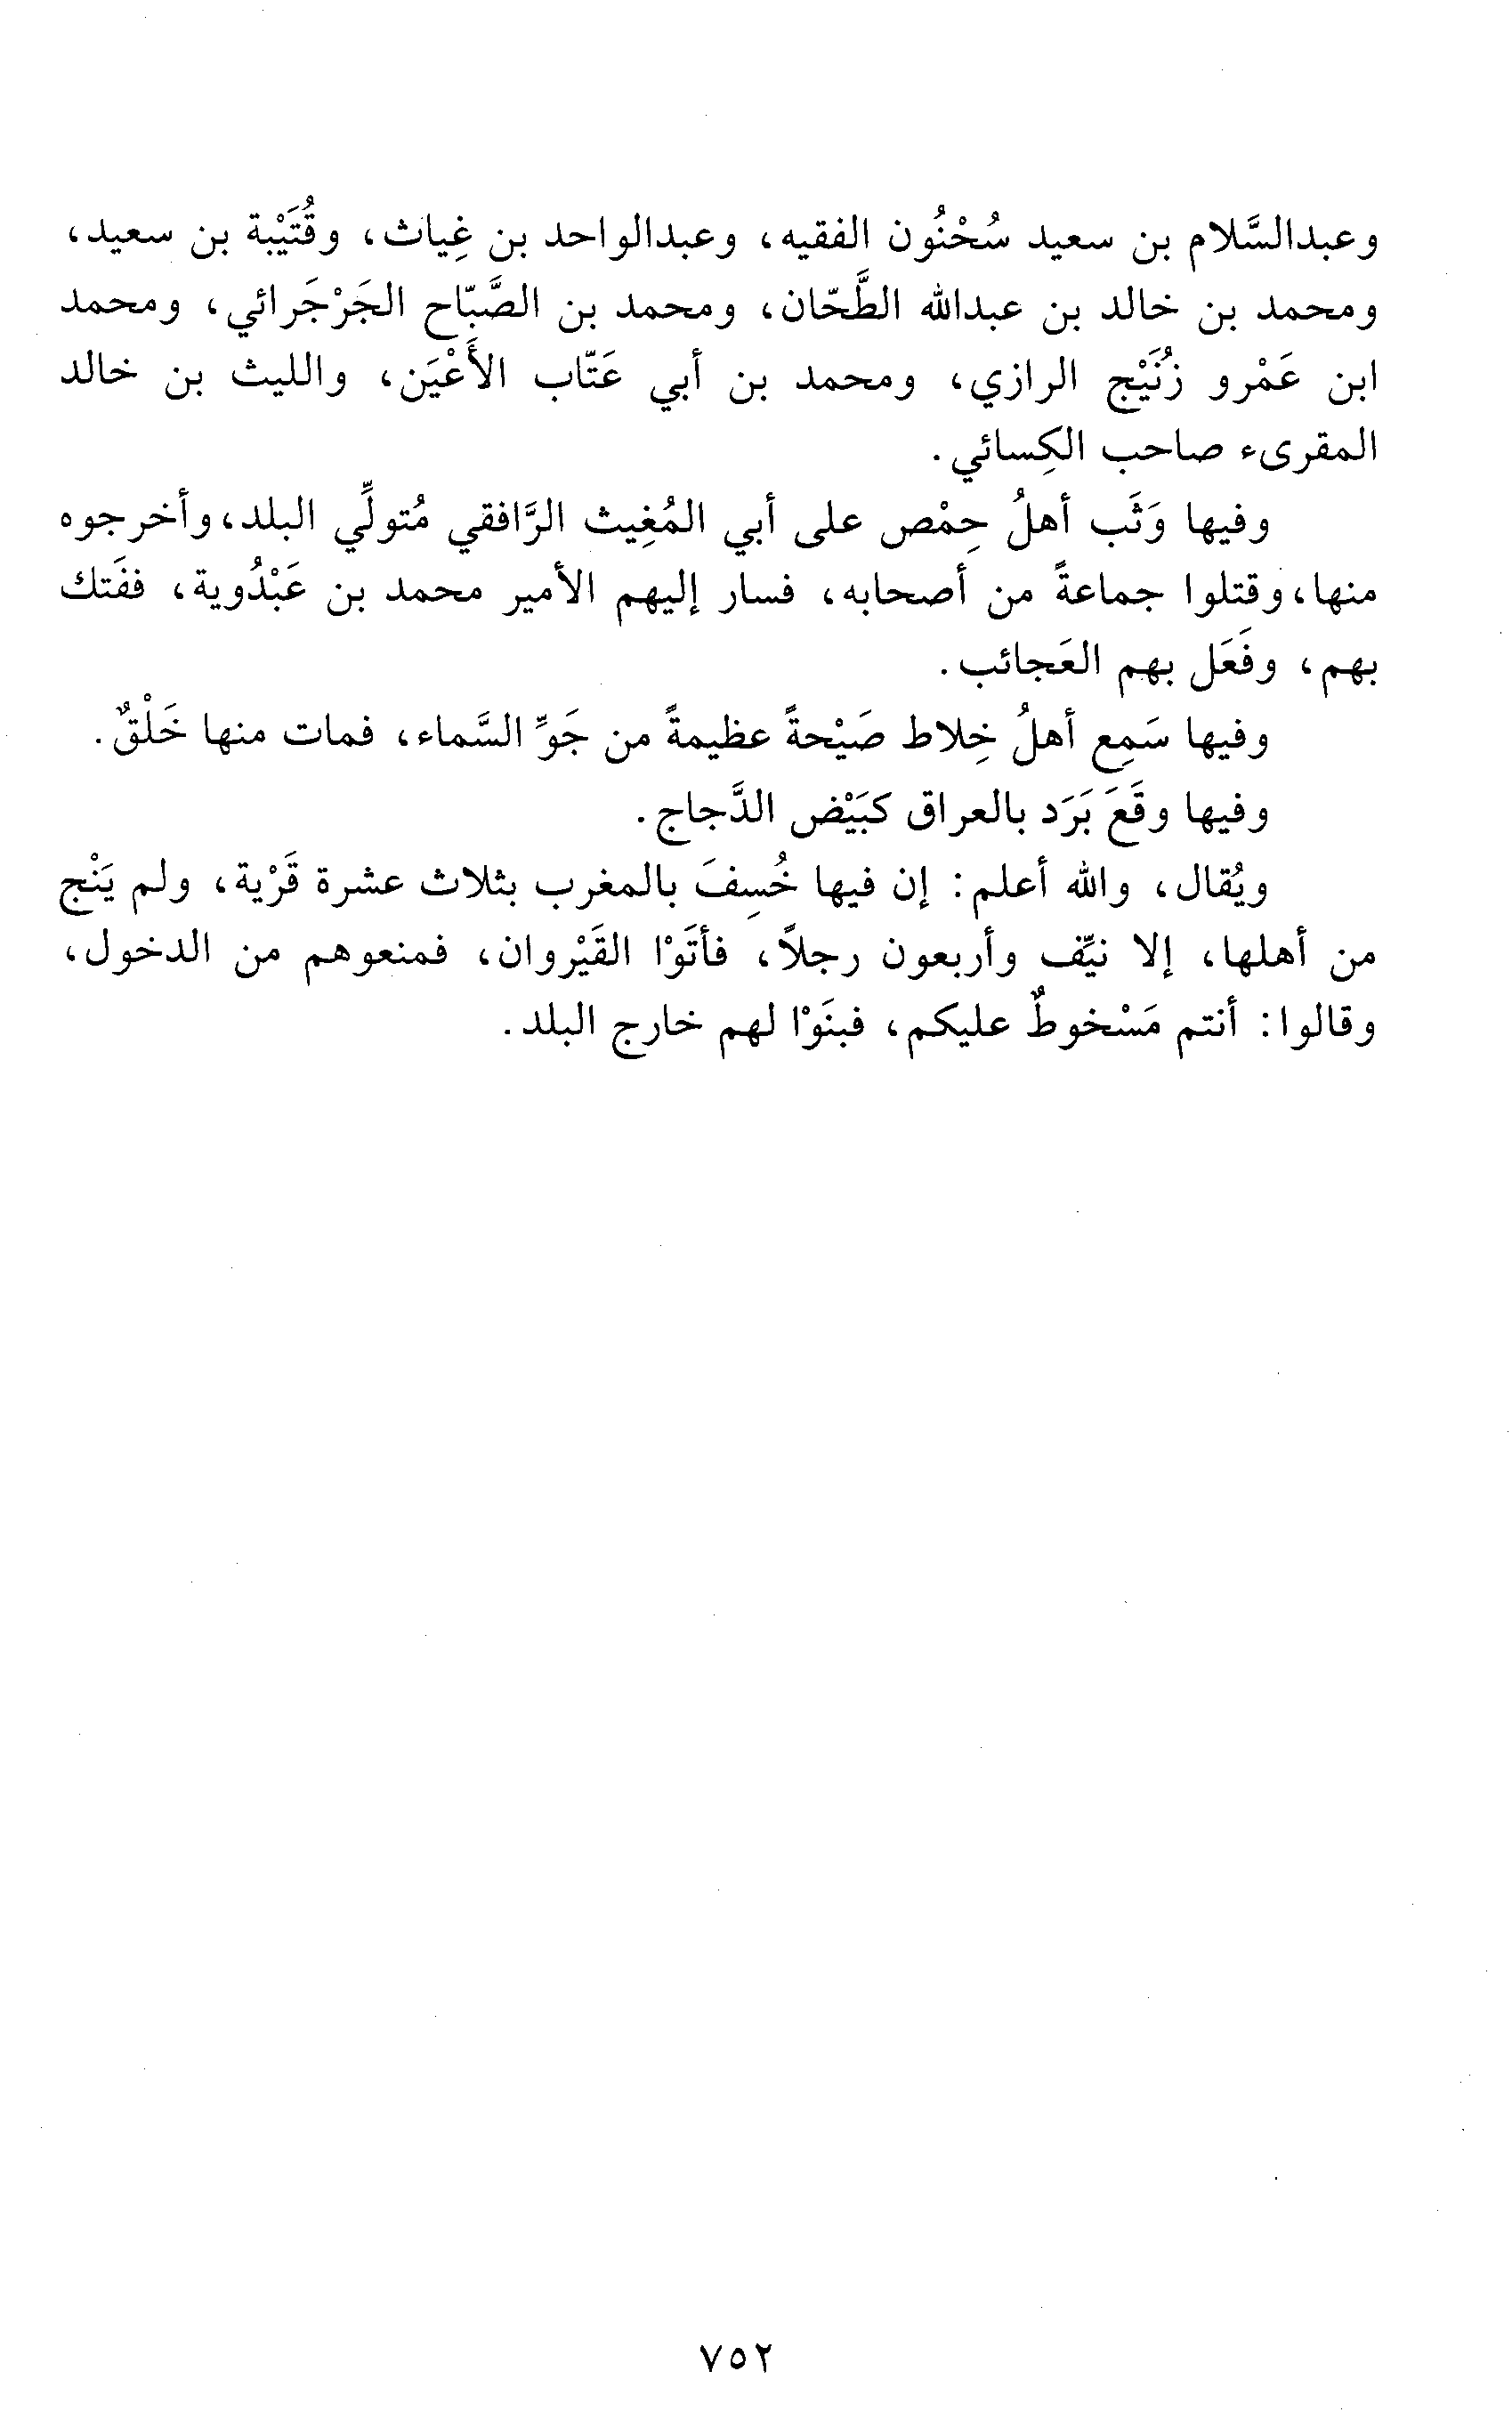 وعبدالسَّلام بن سعيد سُحْنُون الفقيه، وعبدالواحد بن غِياث، وقُتَيْبة بن سعيد،
ومحمد بن خالد بن عبدالله الطَّحّان، ومحمد بن الصَّبّاح الجَرْجَرائي، ومحمد
ابن عَمْرو زُنَيْج الرازي، ومحمد بن أبي عَتّاب الأَعْيَن، والليث بن خالد
المقرىء صاحب الكِسائي.
وفيها وَثَب أهلُ حِمْص على أبي المُغِيث الرَّافقي مُتولِّي البلد، وأخرجوه
منها، وقتلوا جماعةً من أصحابه، فسار إليهم الأمير محمد بن عَبْدُوية، ففَتك
بهم، وفَعَل بهم العَجائب.
وفيها سَمِع أهلُ خِلاط صَيْحةً عظيمةً من جَوِّ السَّماء، فمات منها خَلْقٌ.
وفيها وقَعَ بَرَد بالعراق كبَيْض الدَّجاج.
ويُقال، والله أعلم: إن فيها خُسِفَ بالمغرب بثلاث عشرة قَرْية، ولم يَنْج
من أهلها، إلا نيِّف وأربعون رجلاً، فأتَوْا القَيْروان، فمنعوهم من الدخول،
وقالوا: أنتم مَسْخوطٌ عليكم، فبنَوْا لهم خارج البلد.
٧٥٢